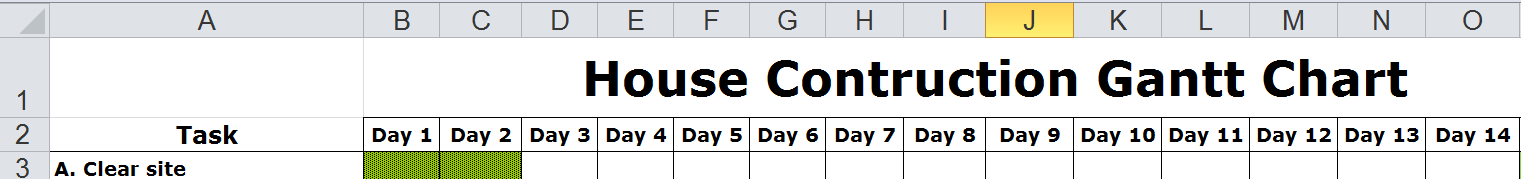 A B C D E F G H I J K L M N O
1 House Contruction Gantt Chart
2 Task Day 1 Day 2 Day 3 Day 4 Day 5 Day 6 Day 7 Day 8 Day 9 Day 10 Day 11 Day 12 Day 13 Day 14
3 A. Clear site